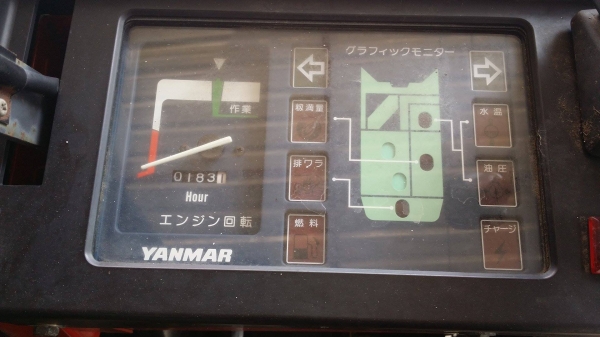 グラフィックモニター
作業
籾満量
水温
0183
排ワラ
油圧
Hour
エンジン回転
燃料
チャージ
YANMAR